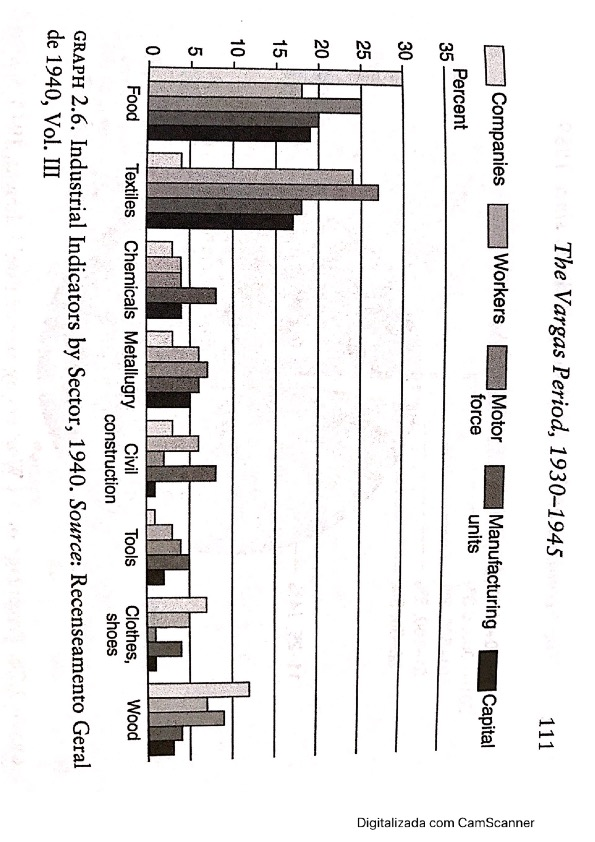 The Vargas Period, 1930–1945 111
Companies Workers Motor force Manufacturing units Capital
Percent
35
30
25
20
15
10
5
0
Food Textiles Chemicals Metallugry Civil construction Tools Clothes, shoes Wood
GRAPH 2.6. Industrial Indicators by Sector, 1940. Source: Recenseamento Geral
de 1940, Vol. III
Digitalizada com CamScanner